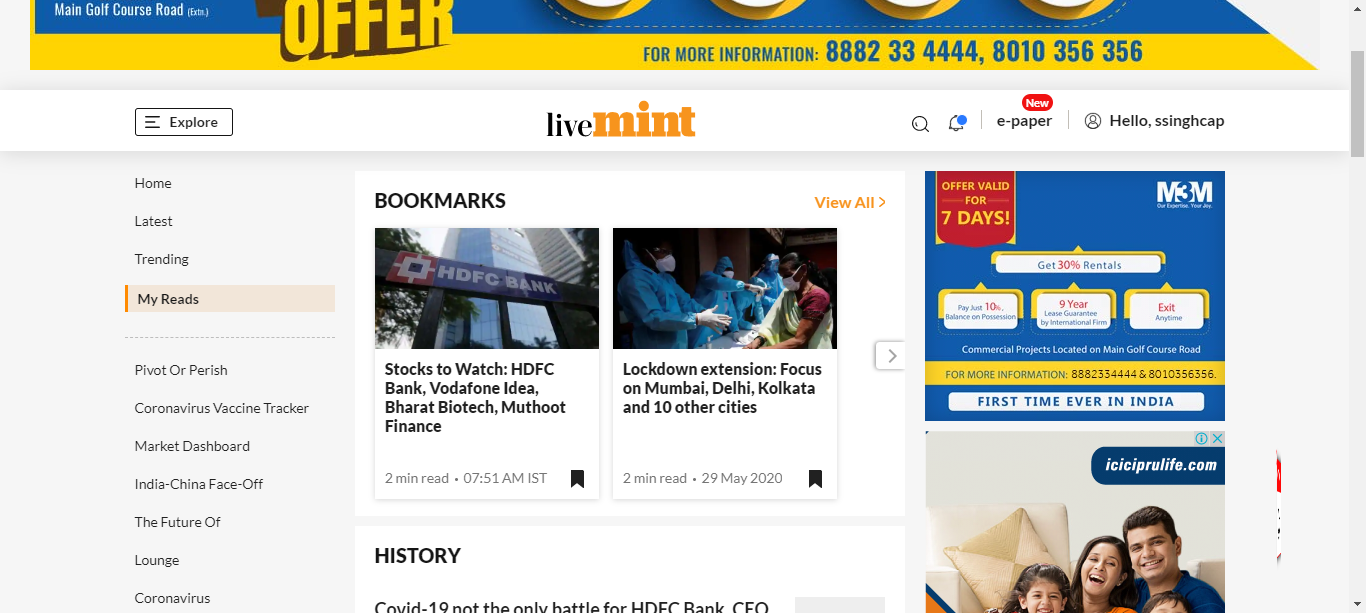 Main Golf Course Road (Extn.)
OFFER
FOR MORE INFORMATION: 8882 33 4444, 8010 356 356
Explore
livemint
New
e-paper
Hello, ssinghcap
Home
Latest
Trending
My Reads
Pivot Or Perish
Coronavirus Vaccine Tracker
Market Dashboard
India-China Face-Off
The Future Of
Lounge
Coronavirus
BOOKMARKS
View All
HDFC BANK
Stocks to Watch: HDFC
Bank, Vodafone Idea,
Bharat Biotech, Muthoot
Finance
2 min read • 07:51 AM IST
Lockdown extension: Focus
on Mumbai, Delhi, Kolkata
and 10 other cities
2 min read • 29 May 2020
HISTORY
Covid-19 not the only battle for HDFC Bank, CEO
OFFER VALID
FOR
7 DAYS!
M3M
Our Expertise. Your Joy.
Get 30% Rentals
Pay Just 10%,
Balance on Possession
9 Year
Lease Guarantee
by International Firm
Exit
Anytime
Commercial Projects Located on Main Golf Course Road
FOR MORE INFORMATION: 8882334444 & 8010356356.
FIRST TIME EVER IN INDIA
iciciprulife.com